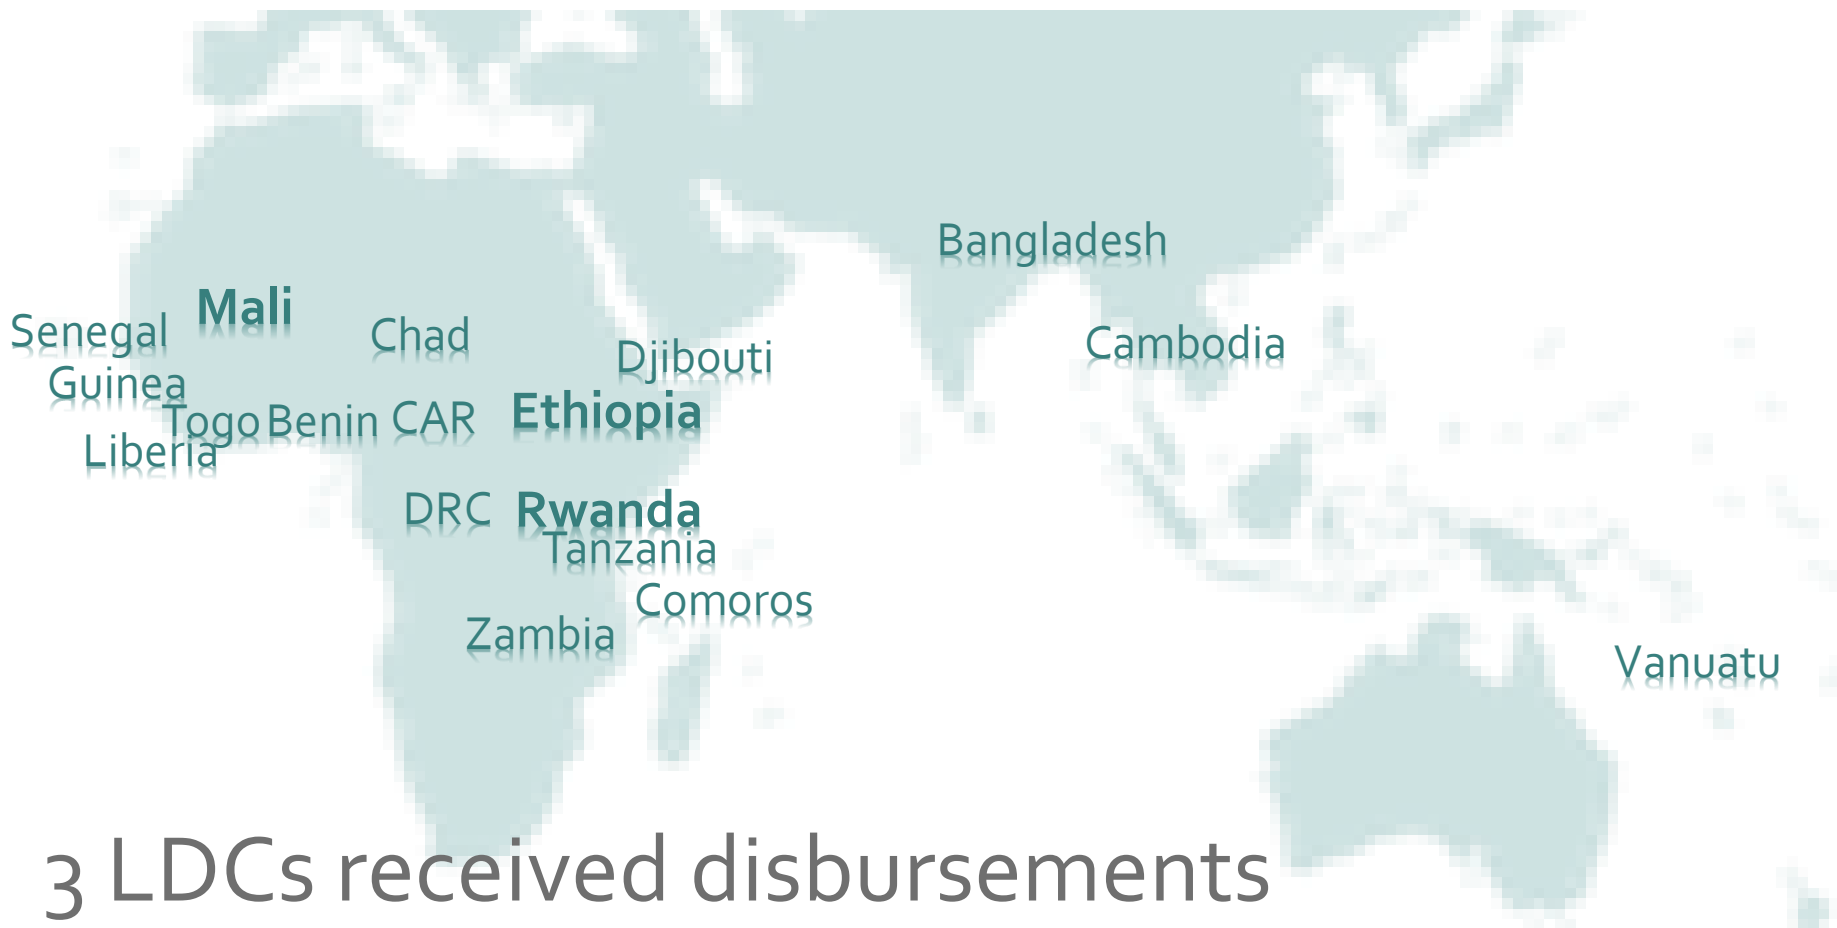 Bangladesh
Mali
Senegal
Chad
Djibouti
Cambodia
Guinea
Togo Benin CAR Ethiopia
Liberia
DRC Rwanda
Tanzania
Comoros
Zambia
Vanuatu
3 LDCs received disbursements